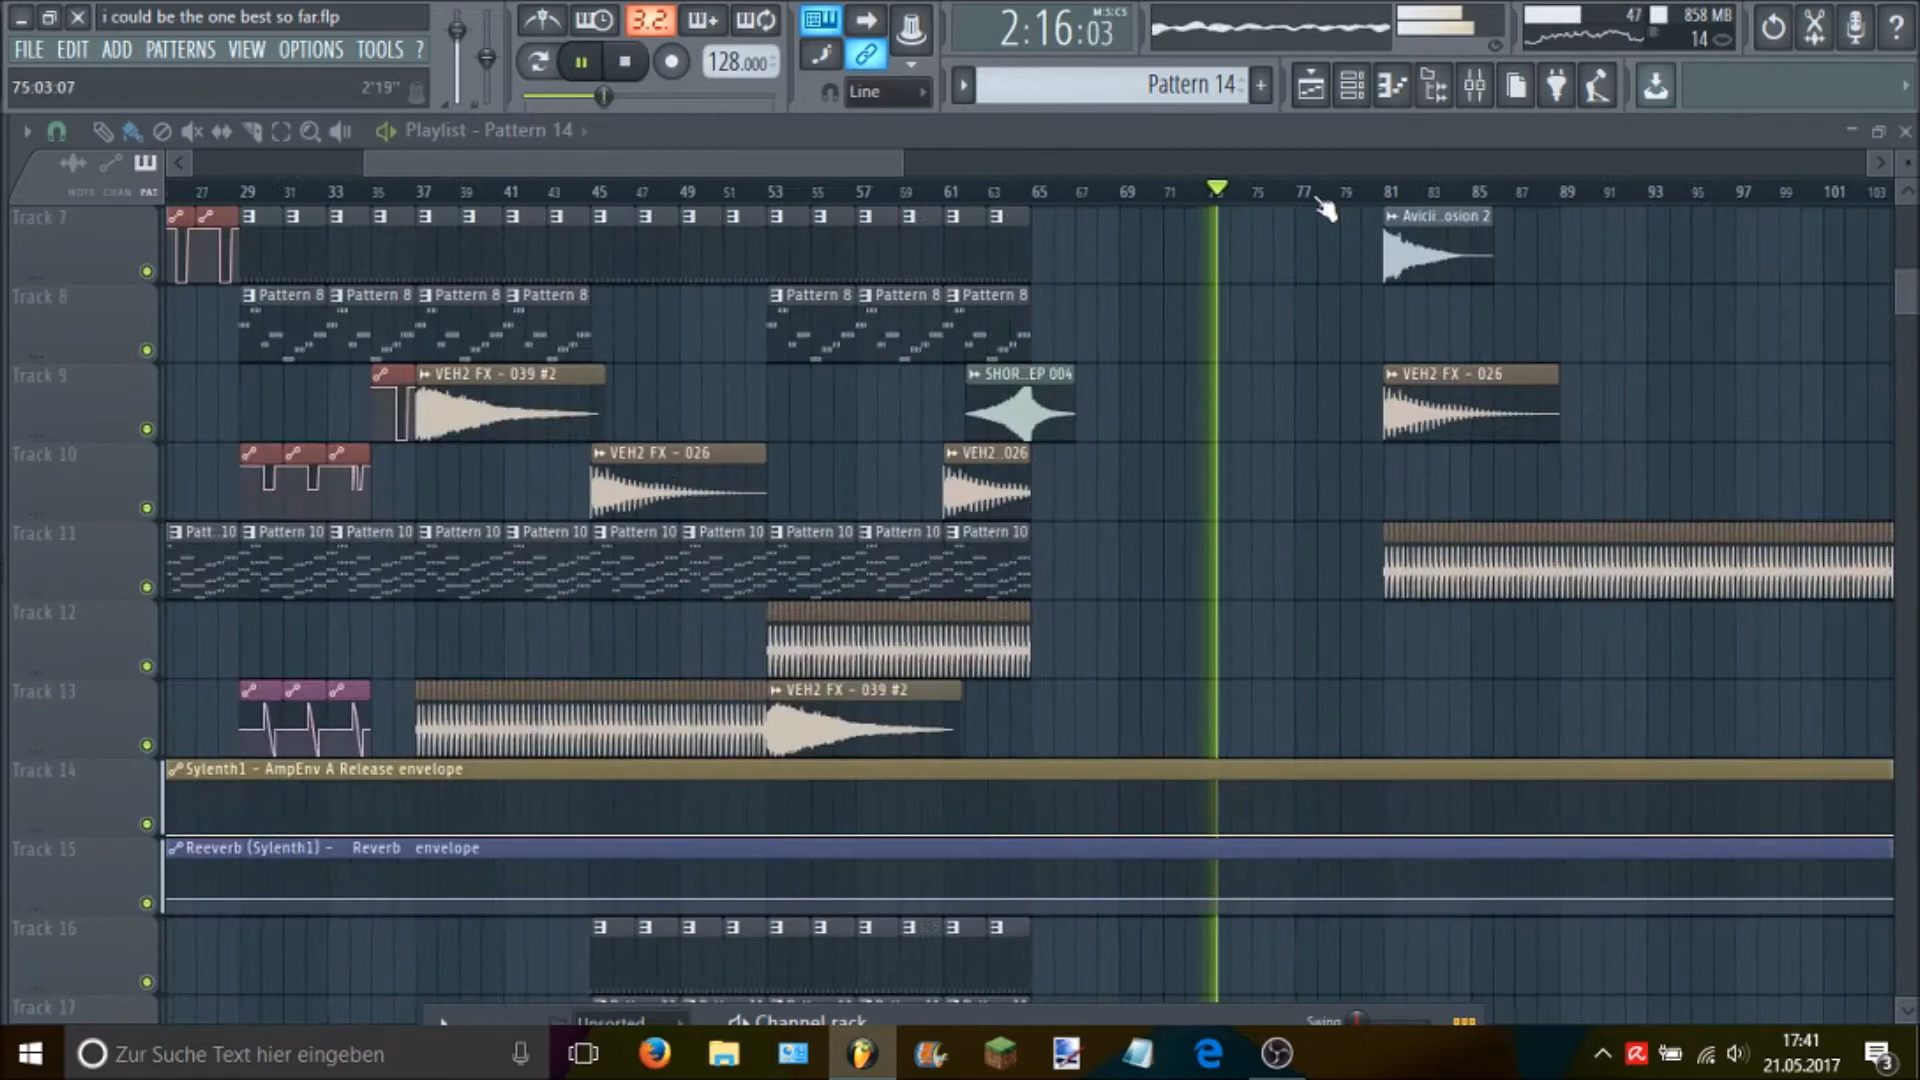 i could be the one best so far.flp
FILE EDIT ADD PATTERNS VIEW OPTIONS TOOLS ?
75:03:07 2'19"
3.2.
128.000
Line
2:16:03 M:S:CS
Pattern 14
47 858 MB
14
Playlist - Pattern 14
NOTE CHAN PAT
27 29 31 33 35 37 39 41 43 45 47 49 51 53 55 57 59 61 63 65 67 69 71 75 77 79 81 83 85 87 89 91 93 95 97 99 101 103
Track 7
Avicii..osion 2
Track 8
Pattern 8 Pattern 8 Pattern 8 Pattern 8 Pattern 8 Pattern 8 Pattern 8
Track 9
VEH2 FX - 039 #2 SHOR...EP 004 VEH2 FX - 026
Track 10
VEH2 FX - 026 VEH2..026
Track 11
Patt..10 Pattern 10 Pattern 10 Pattern 10 Pattern 10 Pattern 10 Pattern 10 Pattern 10 Pattern 10 Pattern 10
Track 12
Track 13
VEH2 FX - 039 #2
Track 14
Sylenth1 - AmpEnv A Release envelope
Track 15
Reeverb (Sylenth1) - Reverb envelope
Track 16
Track 17
Unsorted
Channel rack
Swing
Zur Suche Text hier eingeben
17:41
21.05.2017
3